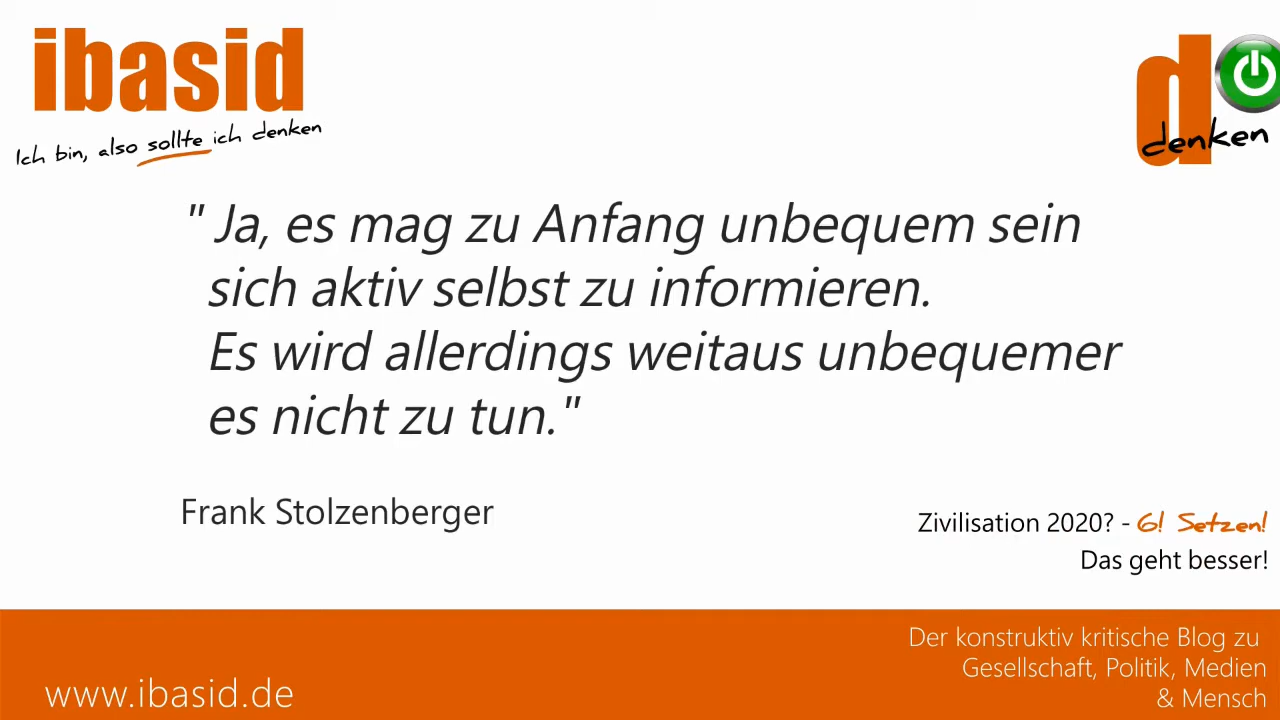 ibasid
Ich bin, also sollte ich denken
d
denken
" Ja, es mag zu Anfang unbequem sein
sich aktiv selbst zu informieren.
Es wird allerdings weitaus unbequemer
es nicht zu tun."
Frank Stolzenberger
Zivilisation 2020? - 6! Setzen!
Das geht besser!
Der konstruktiv kritische Blog zu
Gesellschaft, Politik, Medien
& Mensch
www.ibasid.de